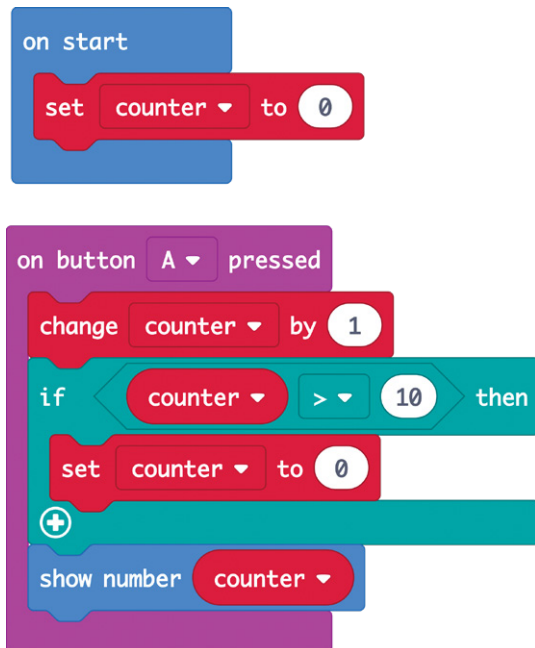 on start
set counter to 0
on button A pressed
change counter by 1
if counter > 10 then
set counter to 0
show number counter